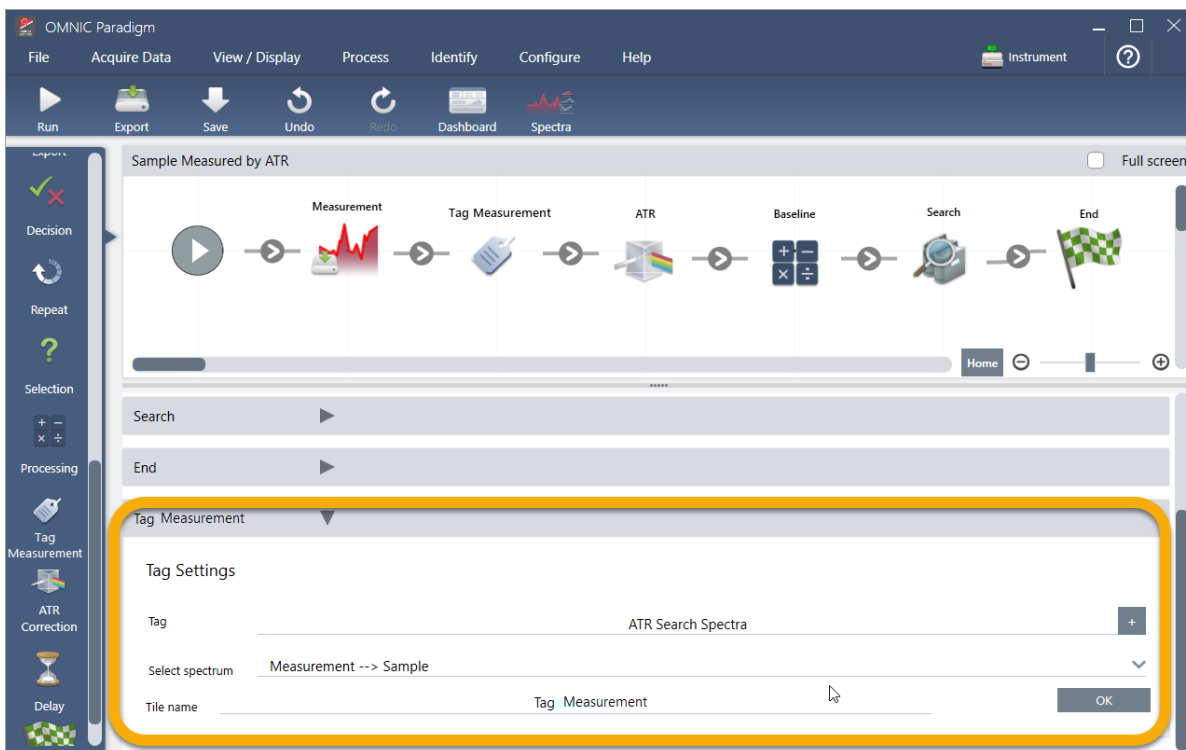 OMNIC Paradigm
File Acquire Data View / Display Process Identify Configure Help Instrument
Run Export Save Undo Redo Dashboard Spectra
Export
Decision
Repeat
Selection
Processing
Tag
Measurement
ATR
Correction
Delay
Sample Measured by ATR Full screen
Measurement Tag Measurement ATR Baseline Search End
Home
Search
End
Tag Measurement
Tag Settings
Tag ATR Search Spectra +
Select spectrum Measurement --> Sample
Tile name Tag Measurement OK